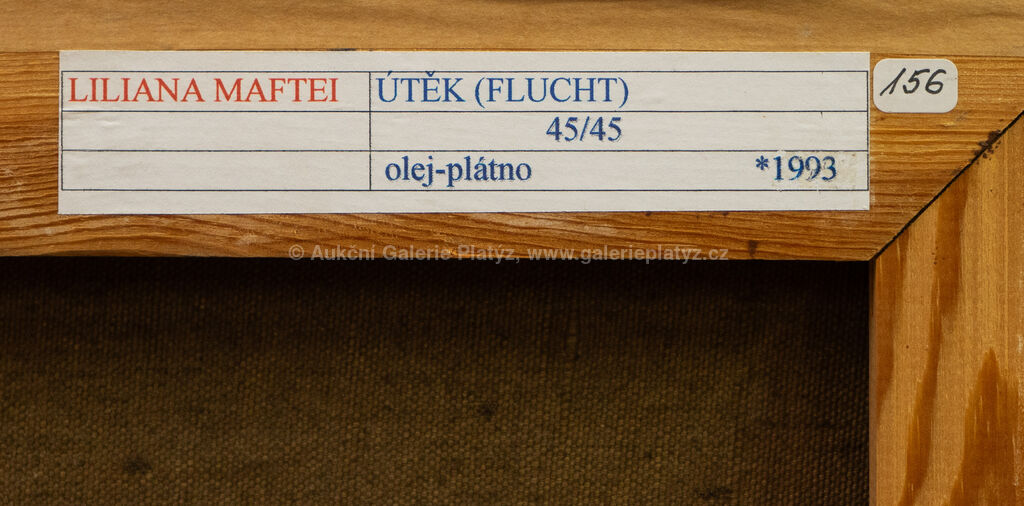 LILIANA MAFTEI ÚTĚK (FLUCHT) 156
45/45
olej-plátno *1993
© Aukční Galerie Platýz, www.galerieplatyz.cz